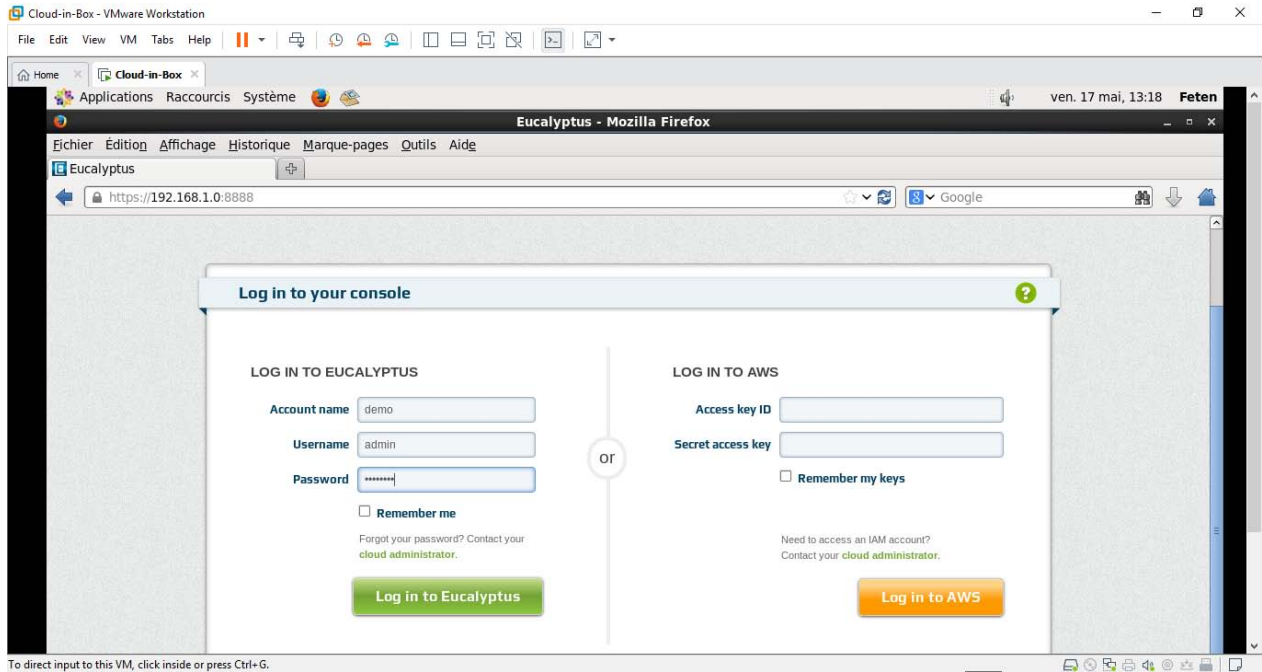 Cloud-in-Box - VMware Workstation
File Edit View VM Tabs Help
Home Cloud-in-Box
Applications Raccourcis Système ven. 17 mai, 13:18 Feten
Eucalyptus - Mozilla Firefox
Fichier Édition Affichage Historique Marque-pages Outils Aide
Eucalyptus
https://192.168.1.0:8888 Google
Log in to your console ?
LOG IN TO EUCALYPTUS
Account name demo
Username admin
Password ••••••••
Remember me
Forgot your password? Contact your
cloud administrator.
Log in to Eucalyptus
or
LOG IN TO AWS
Access key ID
Secret access key
Remember my keys
Need to access an IAM account?
Contact your cloud administrator.
Log in to AWS
To direct input to this VM, click inside or press Ctrl+G.